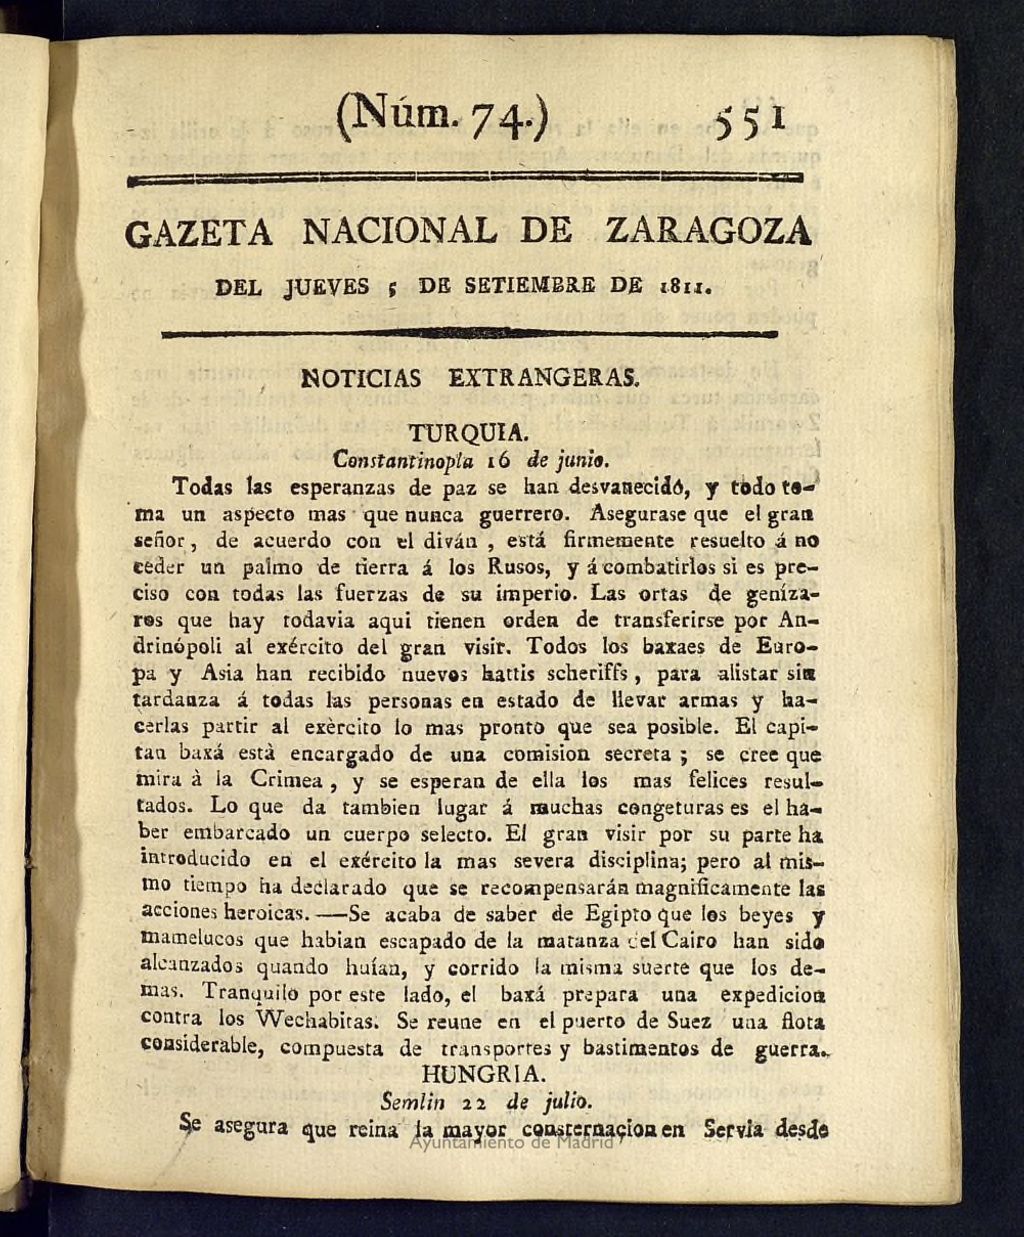 (Núm. 74.) 551
GAZETA NACIONAL DE ZARAGOZA
DEL JUEVES 5 DE SETIEMBRE DE 1811.
NOTICIAS EXTRANGERAS.
TURQUIA.
Constantinopla 16 de junio.
Todas las esperanzas de paz se han desvanecidó, y todo to-
ma un aspecto mas que nunca guerrero. Asegurase que el gran
señor, de acuerdo con el diván , está firmemente resuelto á no
ceder un palmo de tierra á los Rusos, y á combatirlos si es pre-
ciso con todas las fuerzas de su imperio. Las ortas de geníza-
ros que hay todavia aqui tienen orden de transferirse por An-
drinópoli al exército del gran visir. Todos los baxaes de Euro-
pa y Asia han recibido nuevos hattis scheriffs , para alistar sin
tardanza á todas las personas en estado de llevar armas y ha-
cerlas partir al exèrcito lo mas pronto que sea posible. El capi-
tan baxá està encargado de una comision secreta ; se cree que
mira à la Crimea , y se esperan de ella los mas felices resul-
tados. Lo que da tambien lugar á muchas congeturas es el ha-
ber embarcado un cuerpo selecto. El gran visir por su parte ha
introducido en el exército la mas severa disciplina; pero al mis-
mo tiempo ha declarado que se recompensarán magnificamente las
acciones heroicas. —Se acaba de saber de Egipto que los beyes y
mamelucos que habian escapado de la matanza del Cairo han sido
alcanzados quando huían, y corrido la misma suerte que los de-
mas. Tranquilo por este lado, el baxá prepara una expedicion
contra los Wechabitas. Se reune en el puerto de Suez una flota
considerable, compuesta de transportes y bastimentos de guerra.
HUNGRIA.
Semlin 22 de julio.
Se asegura que reina la mayor consternacion en Servia desde
Ayuntamiento de Madrid